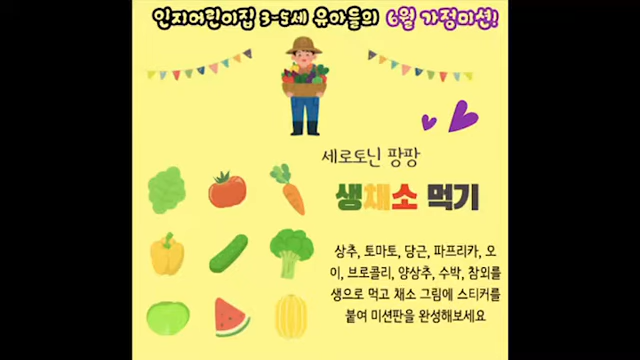 인지어린이집 3-5세 유아들의 6월 가정미션!
세로토닌 팡팡
생채소 먹기
상추, 토마토, 당근, 파프리카, 오
이, 브로콜리, 양상추, 수박, 참외를
생으로 먹고 채소 그림에 스티커를
붙여 미션판을 완성해보세요